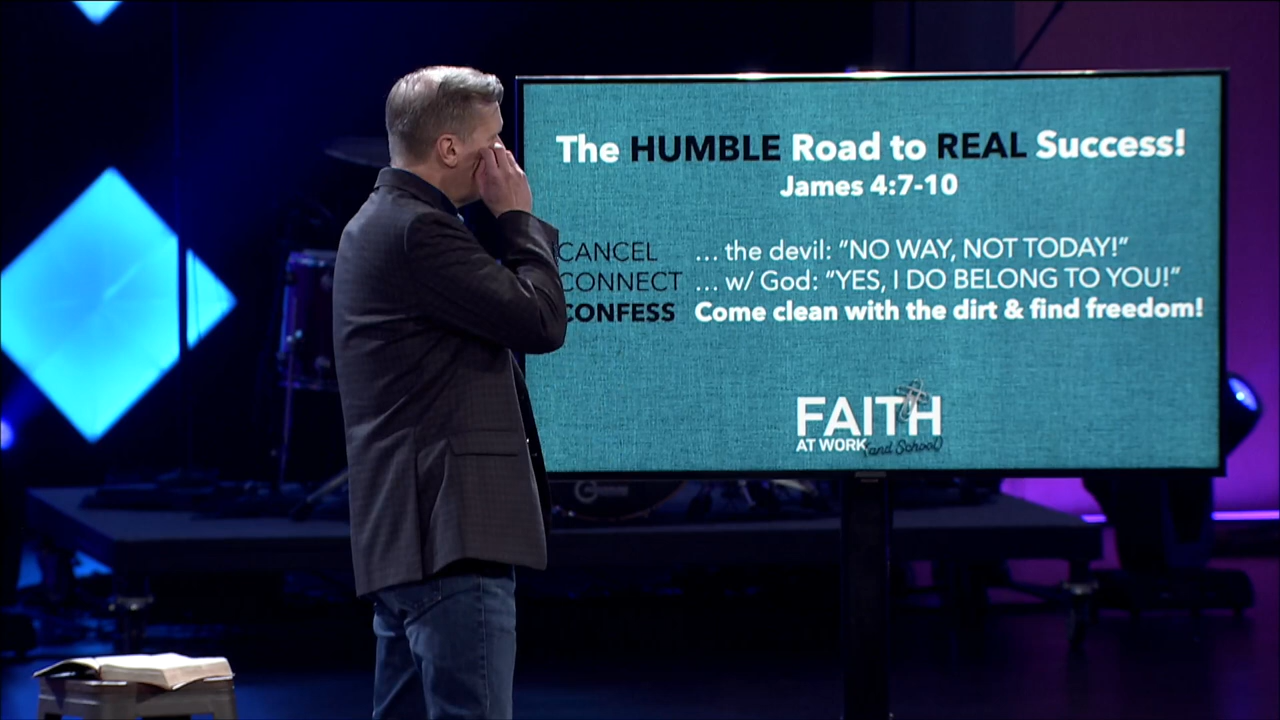 The HUMBLE Road to REAL Success!
James 4:7-10
CANCEL ... the devil: “NO WAY, NOT TODAY!”
CONNECT ... w/ God: “YES, I DO BELONG TO YOU!”
CONFESS Come clean with the dirt & find freedom!
FAITH
AT WORK (and School)